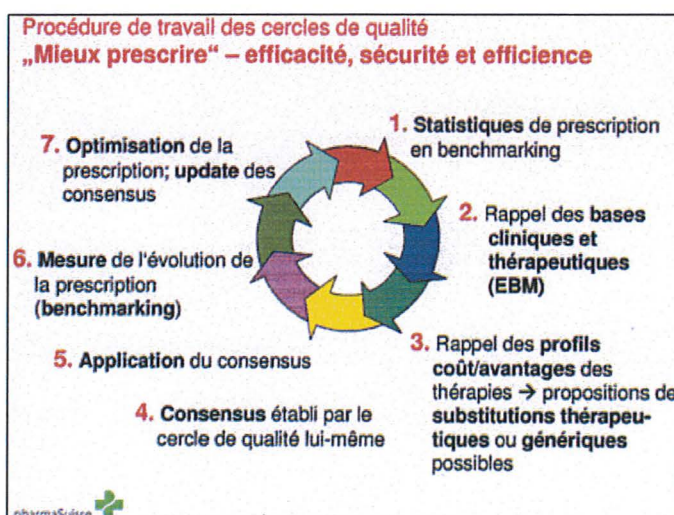 Procédure de travail des cercles de qualité
„Mieux prescrire“ – efficacité, sécurité et efficience
1. Statistiques de prescription
en benchmarking
2. Rappel des bases
cliniques et
thérapeutiques
(EBM)
3. Rappel des profils
coût/avantages des
thérapies → propositions de
substitutions thérapeu-
tiques ou génériques
possibles
4. Consensus établi par le
cercle de qualité lui-même
5. Application du consensus
6. Mesure de l'évolution de
la prescription
(benchmarking)
7. Optimisation de la
prescription; update des
consensus
pharmaSuisse